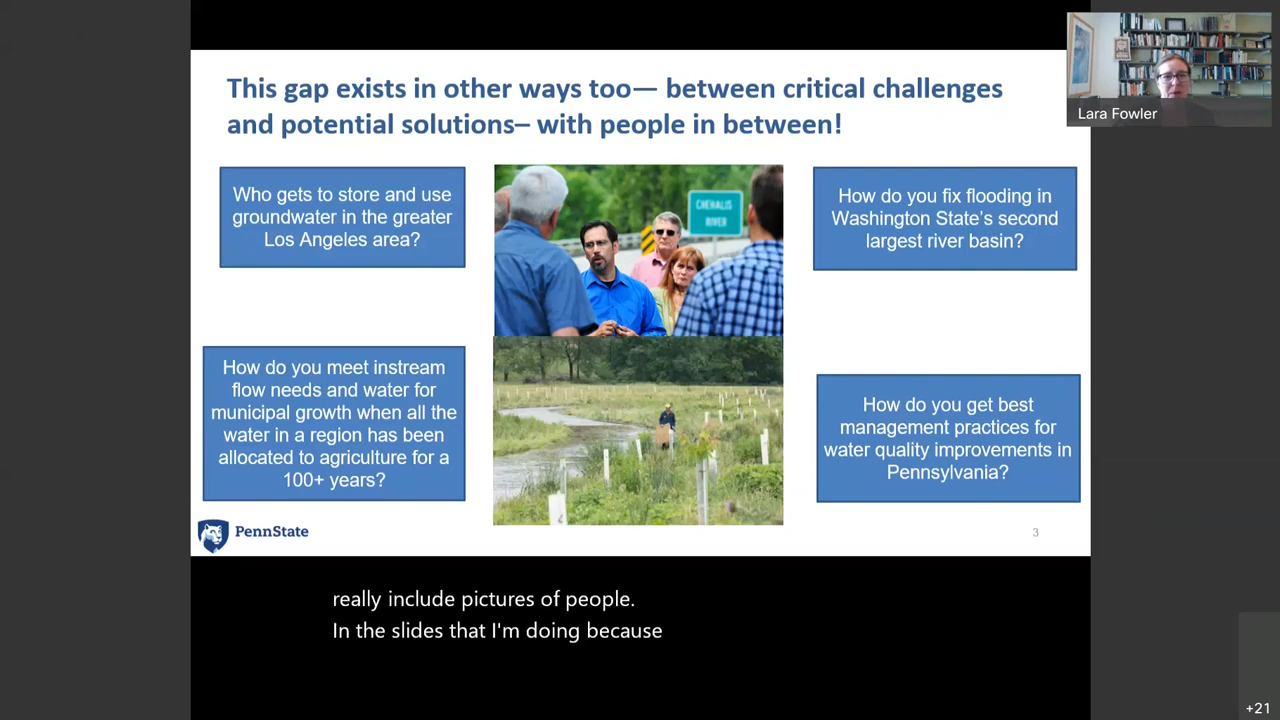 This gap exists in other ways too— between critical challenges
and potential solutions– with people in between!
Lara Fowler
Who gets to store and use
groundwater in the greater
Los Angeles area?
CHEHALIS
RIVER
How do you fix flooding in
Washington State's second
largest river basin?
How do you meet instream
flow needs and water for
municipal growth when all the
water in a region has been
allocated to agriculture for a
100+ years?
How do you get best
management practices for
water quality improvements in
Pennsylvania?
PennState
3
really include pictures of people.
In the slides that I'm doing because
+21